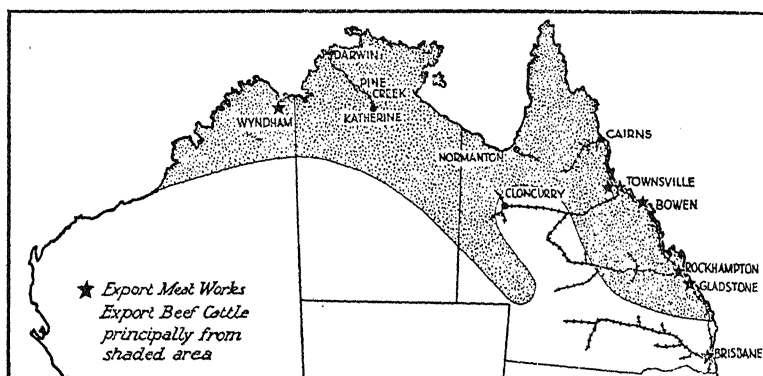 DARWIN
PINE
CREEK
WYNDHAM
KATHERINE
CAIRNS
NORMANTON
TOWNSVILLE
CLONCURRY
BOWEN
ROCKHAMPTON
GLADSTONE
Export Meat Works
Export Beef Cattle
principally from
shaded area
BRISBANE